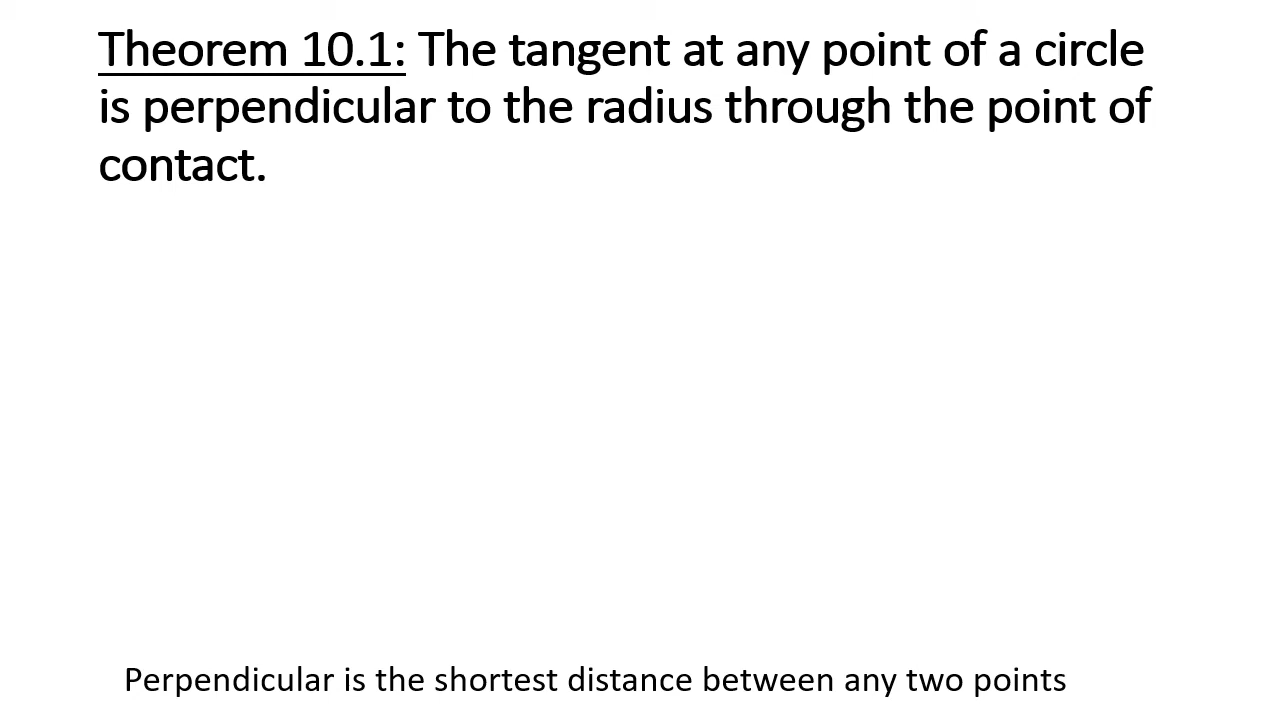 Theorem 10.1: The tangent at any point of a circle
is perpendicular to the radius through the point of
contact.
Perpendicular is the shortest distance between any two points